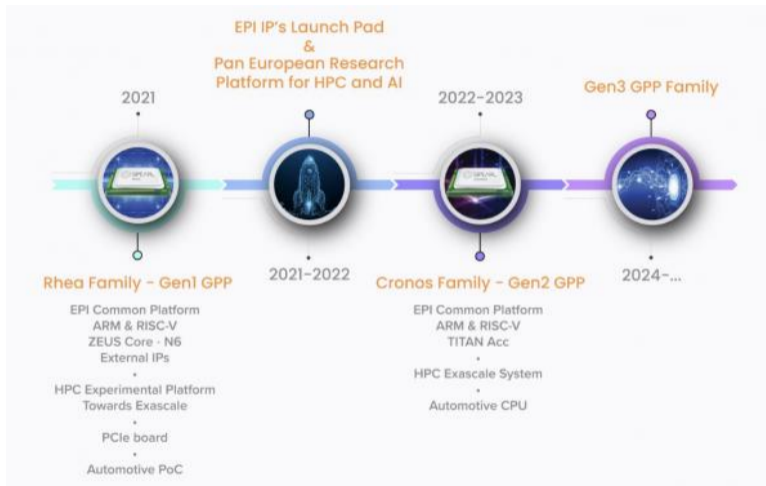 2021
Rhea Family - Gen1 GPP
EPI Common Platform
ARM & RISC-V
ZEUS Core - N6
External IPs
•
HPC Experimental Platform
Towards Exascale
•
PCIe board
•
Automotive PoC
EPI IP's Launch Pad
&
Pan European Research
Platform for HPC and AI
2021-2022
2022-2023
Cronos Family - Gen2 GPP
EPI Common Platform
ARM & RISC-V
TITAN Acc
•
HPC Exascale System
•
Automotive CPU
Gen3 GPP Family
2024-...